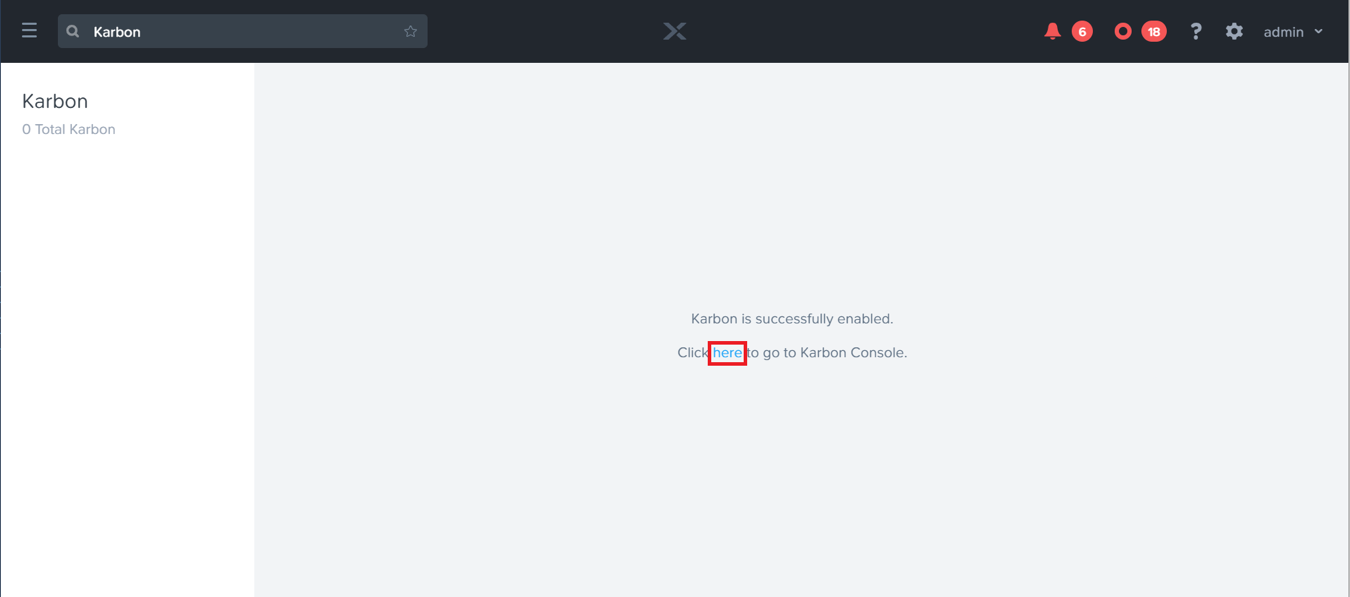 Karbon
6
18
?
admin
Karbon
0 Total Karbon
Karbon is successfully enabled.
Click here to go to Karbon Console.